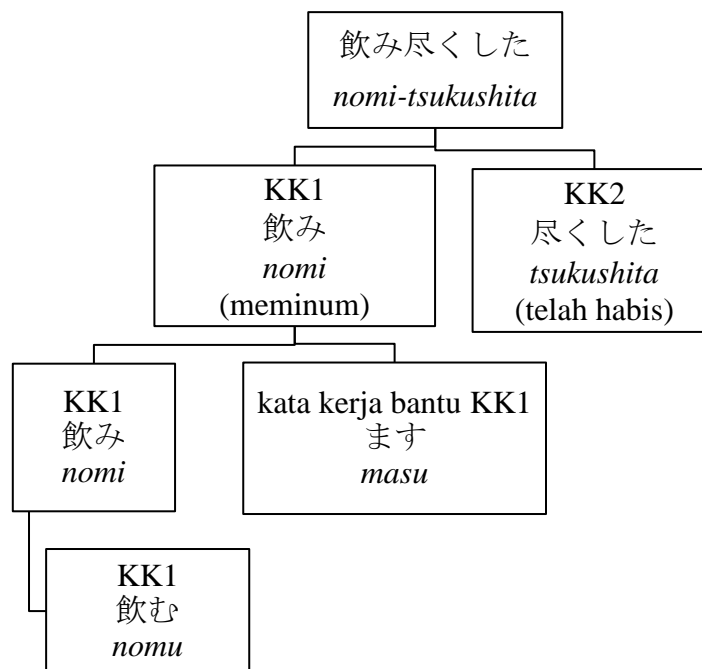 飲み尽くした
nomi-tsukushita
KK1
飲み
nomi
(meminum)
KK2
尽くした
tsukushita
(telah habis)
KK1
飲み
nomi
kata kerja bantu KK1
ます
masu
KK1
飲む
nomu